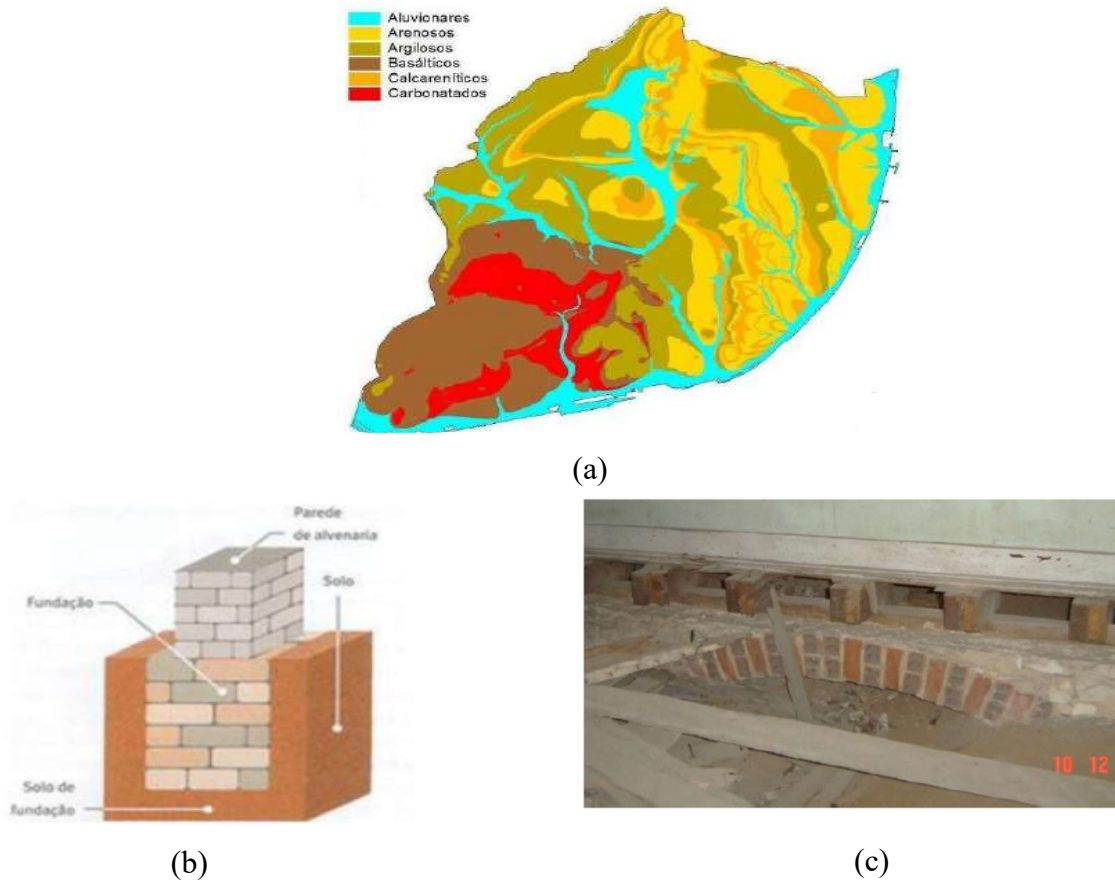 Aluvionares
Arenosos
Argilosos
Basálticos
Calcareníticos
Carbonatados
(a)
Parede
de alvenaria
Solo
Fundação
Solo de
fundação
10 12
(b)
(c)